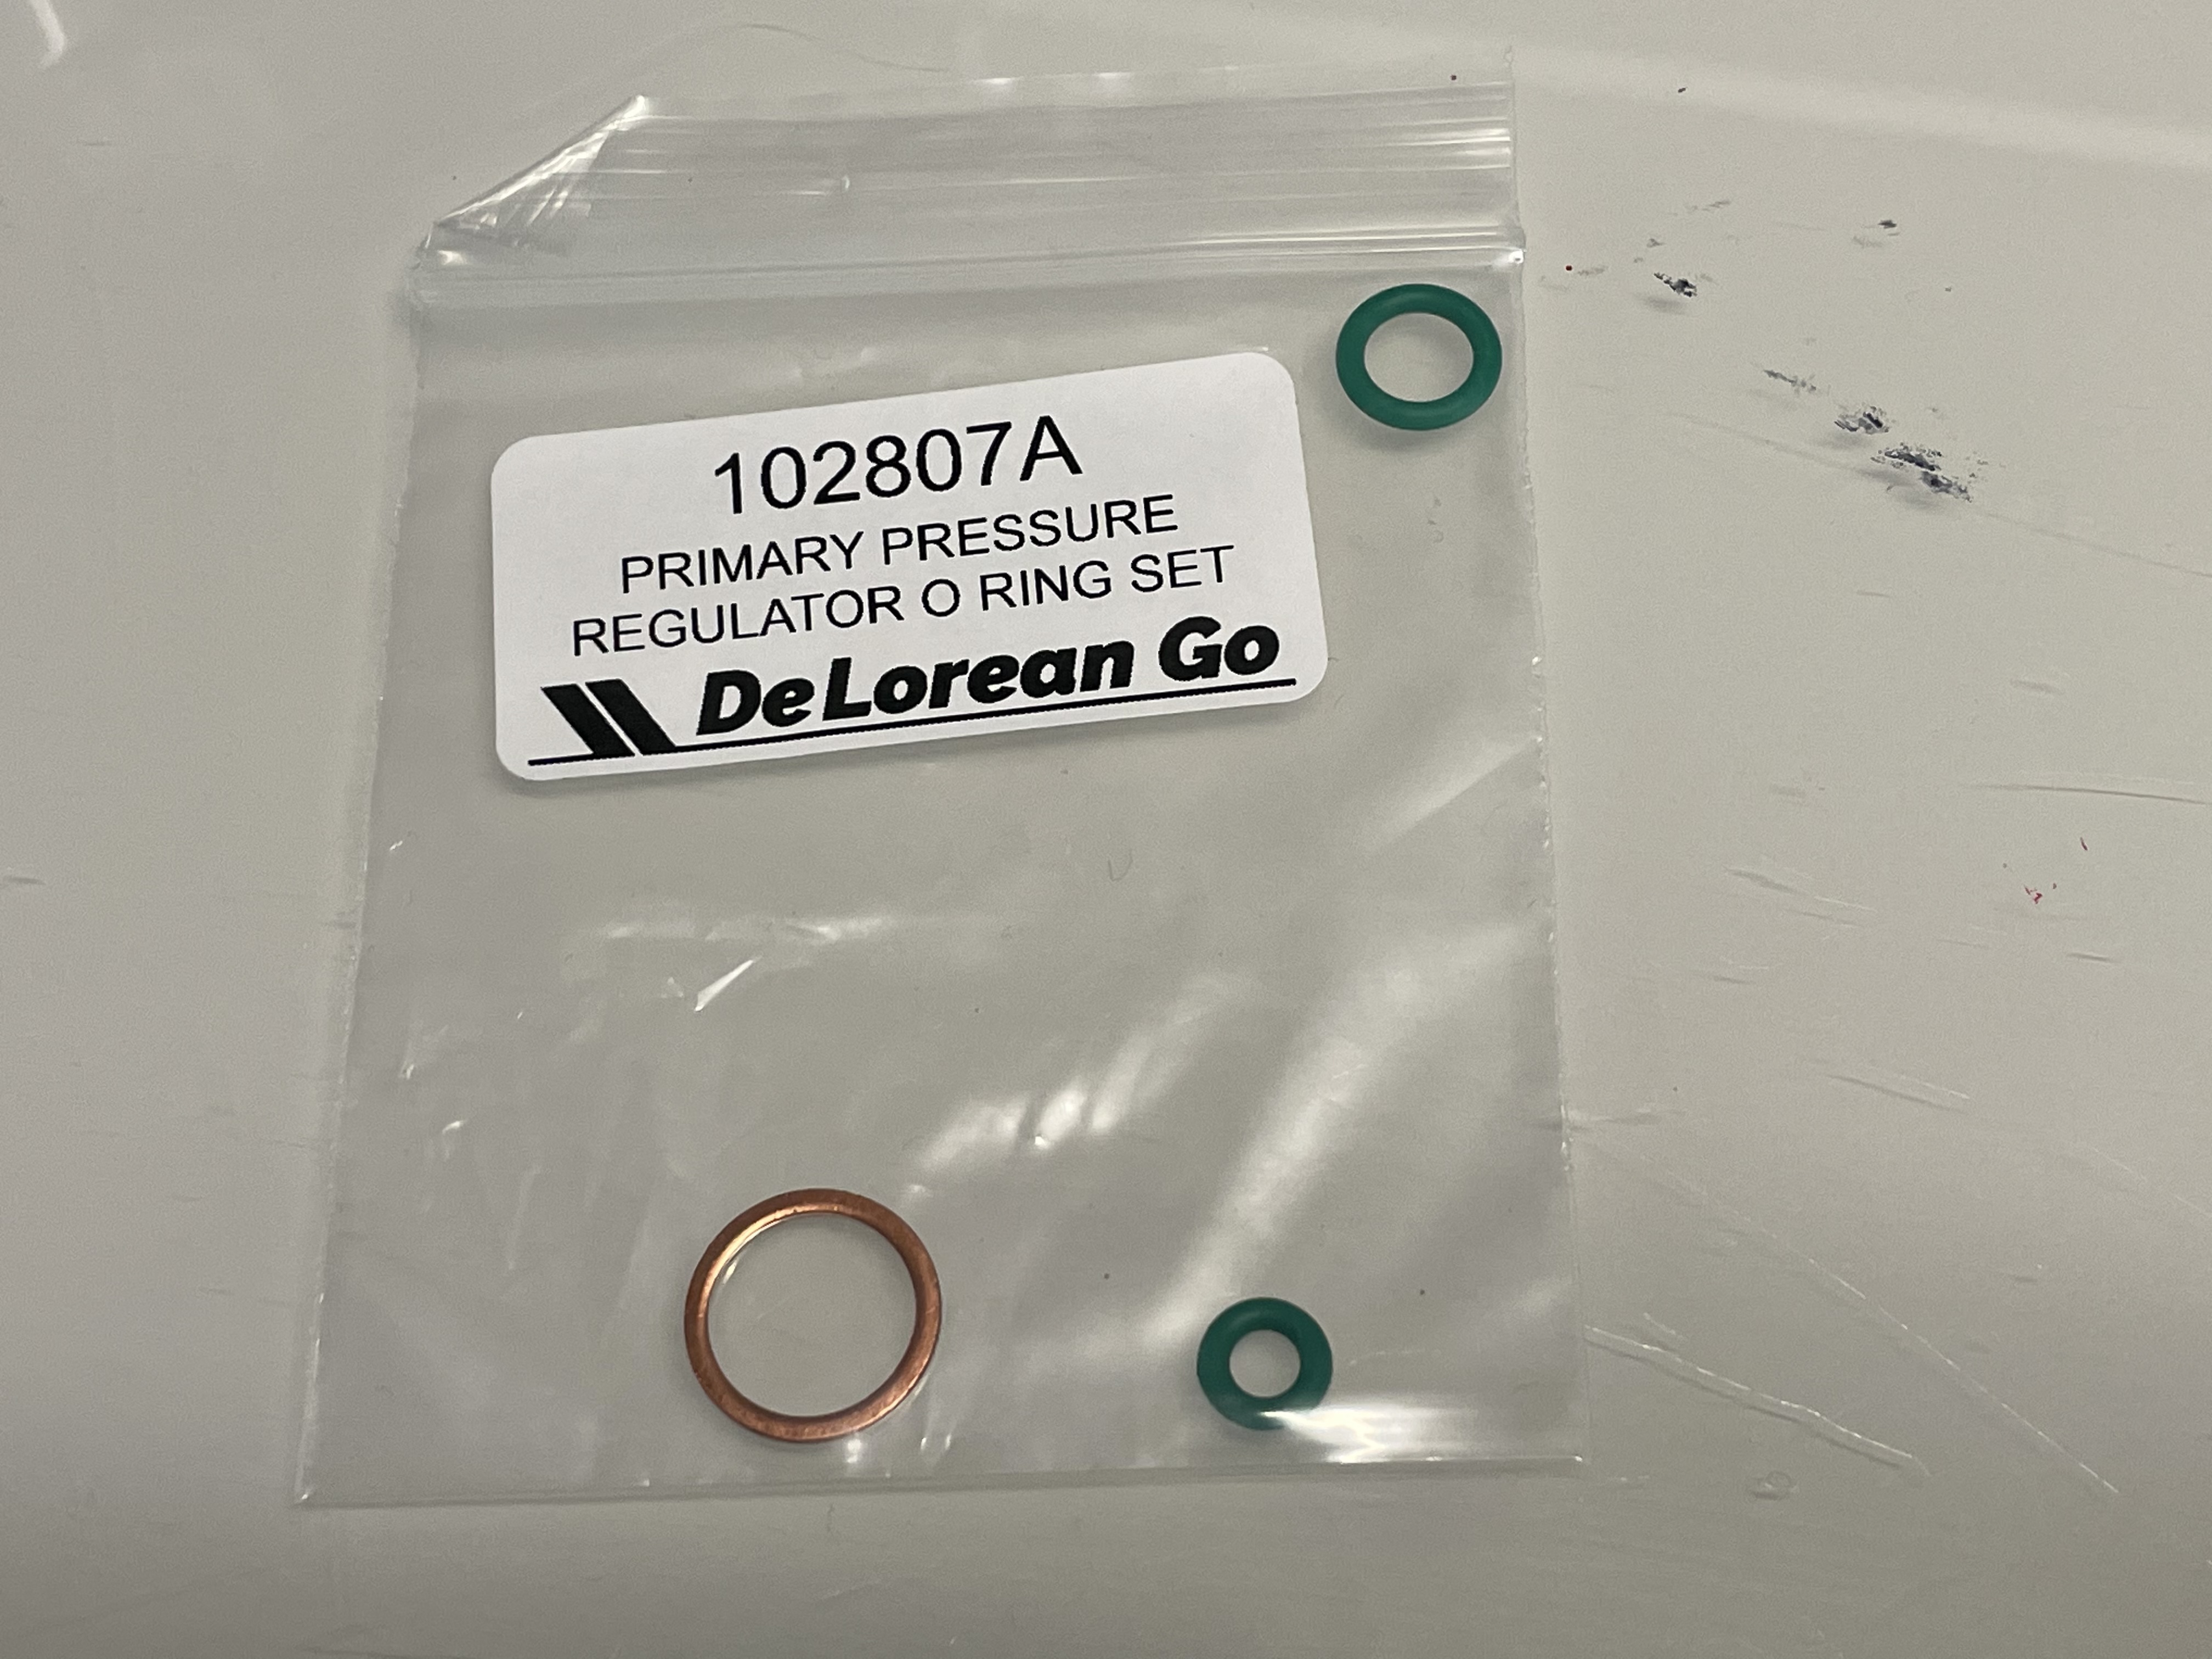 102807A
PRIMARY PRESSURE
REGULATOR O RING SET
DeLorean Go